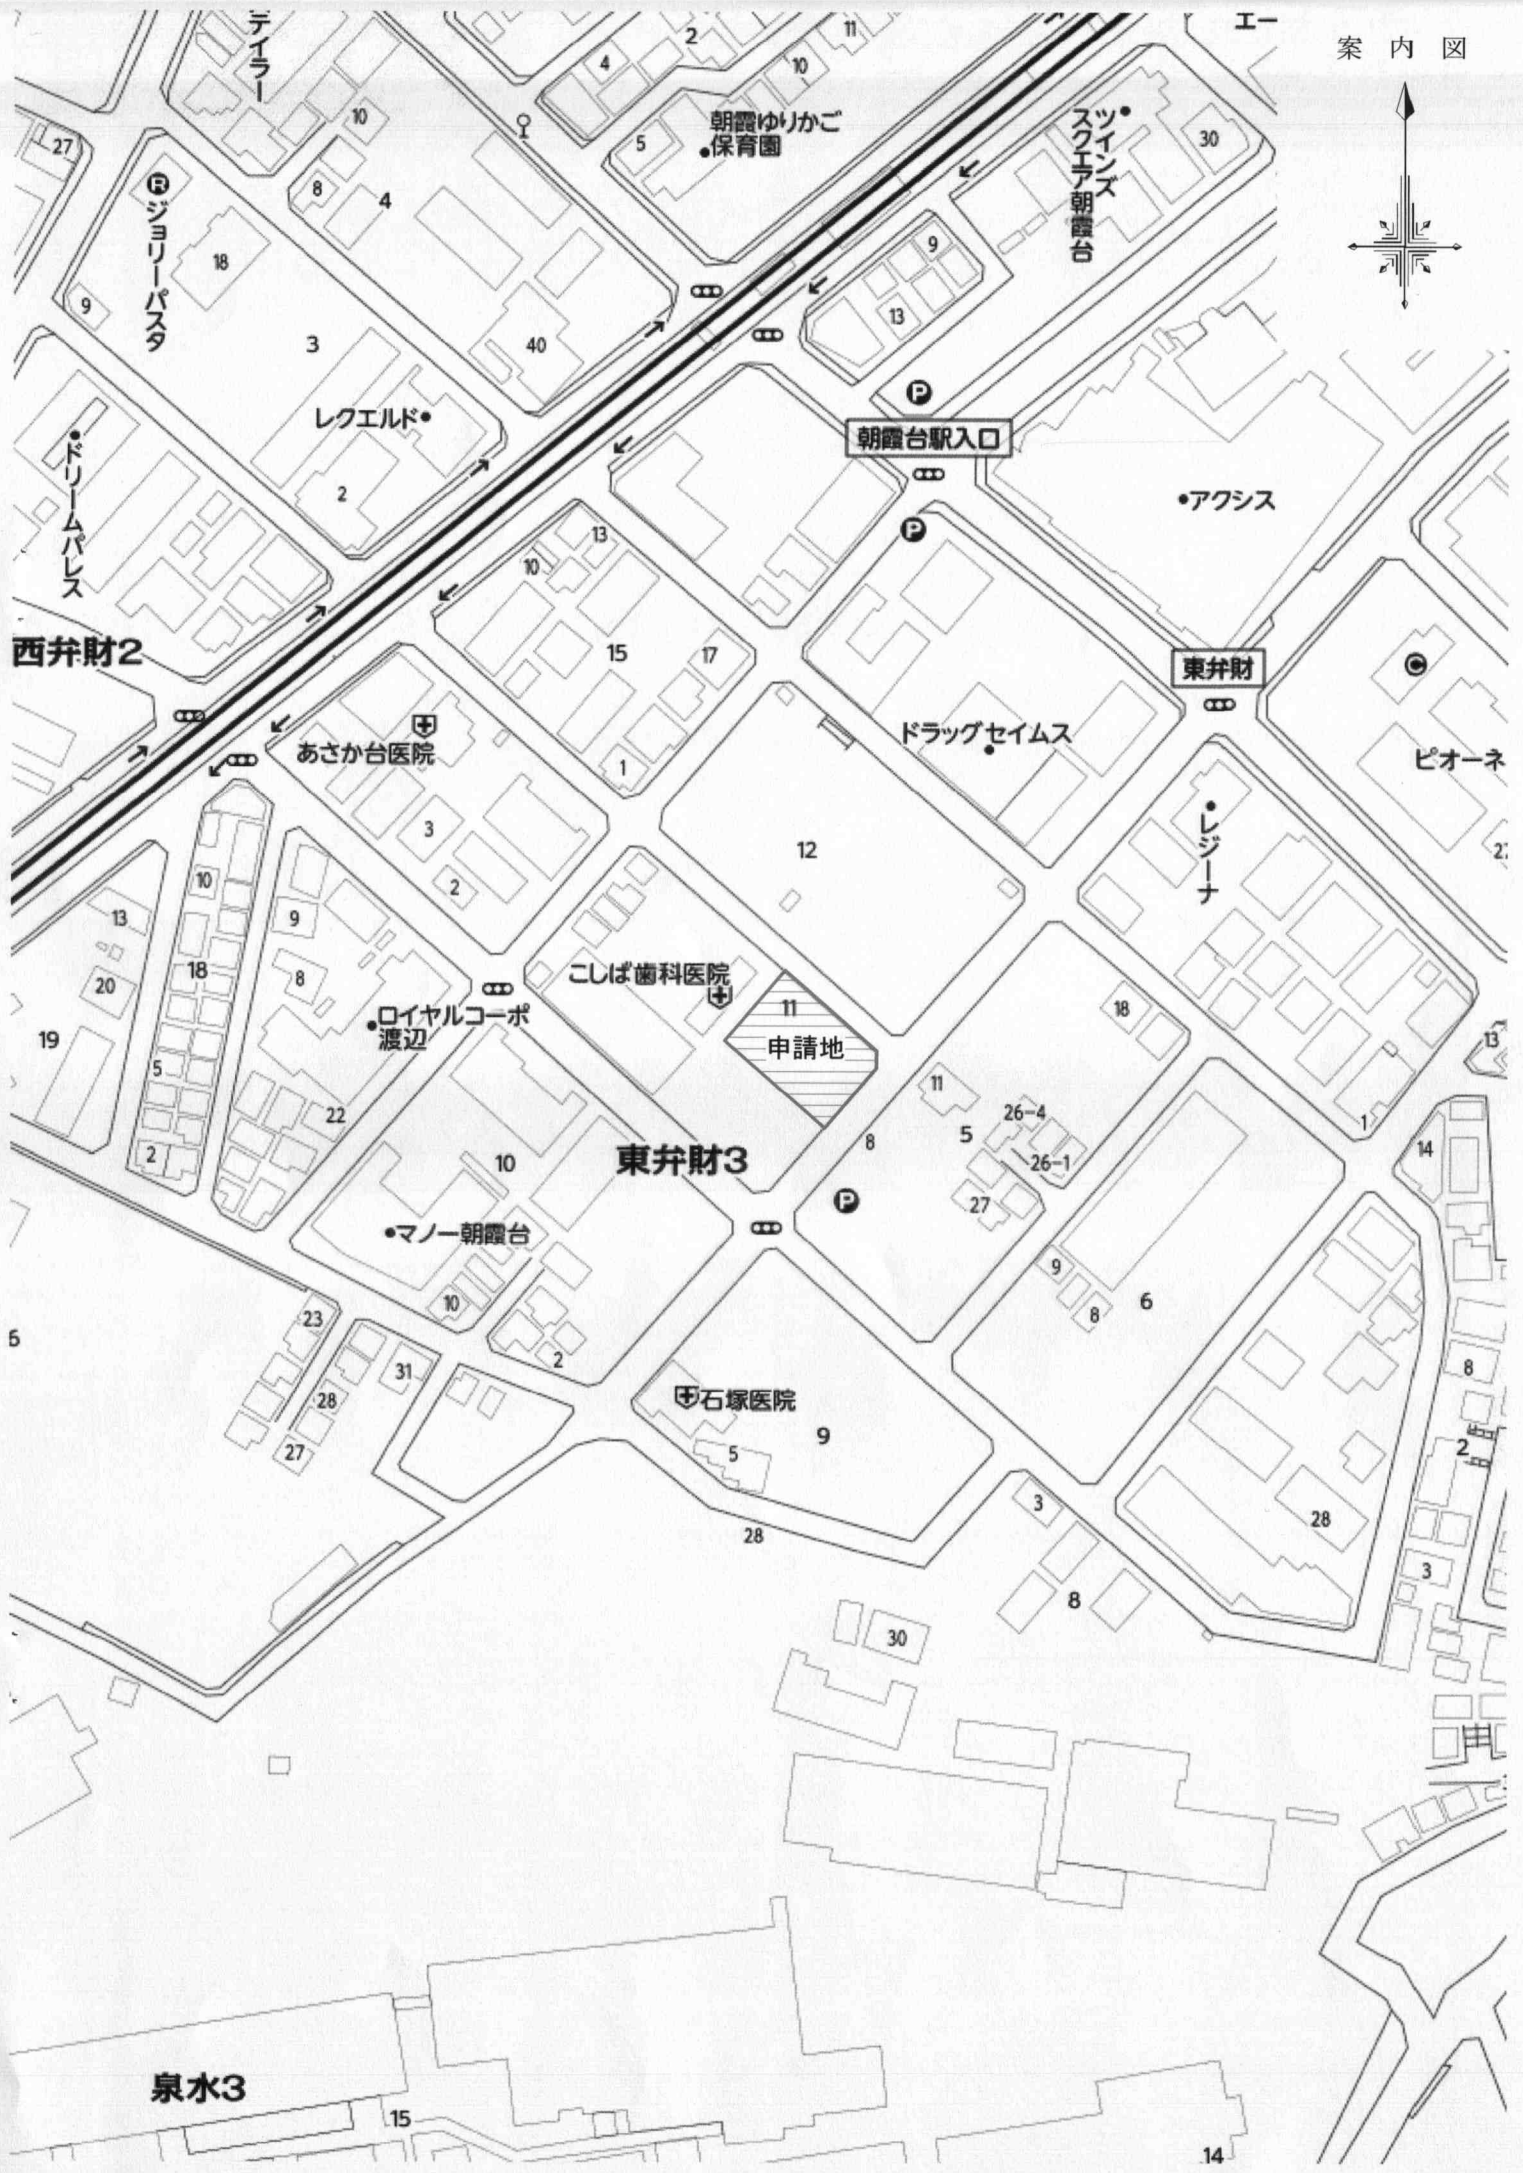 案内図
テイラー
エー
2
11
4
10
10
27
5
朝霞ゆりかご
保育園
ツインズ
スクエア朝霞台
30
R
ジョリーパスタ
8
4
18
9
9
13
3
40
P
レクエルド
朝霞台駅入口
ドリームパレス
2
アクシス
13
P
10
西弁財2
15
17
東弁財
C
あさか台医院
ドラッグセイムス
ピオーネ
1
レジーナ
3
12
10
2
13
9
18
8
こしば歯科医院
20
11
18
ロイヤルコーポ
渡辺
19
申請地
13
5
11
26-4
22
1
5
8
14
2
10
東弁財3
26-1
27
P
マノー朝霞台
9
10
6
8
23
6
2
31
8
28
石塚医院
9
27
5
2
3
28
28
3
8
30
泉水3
15
14